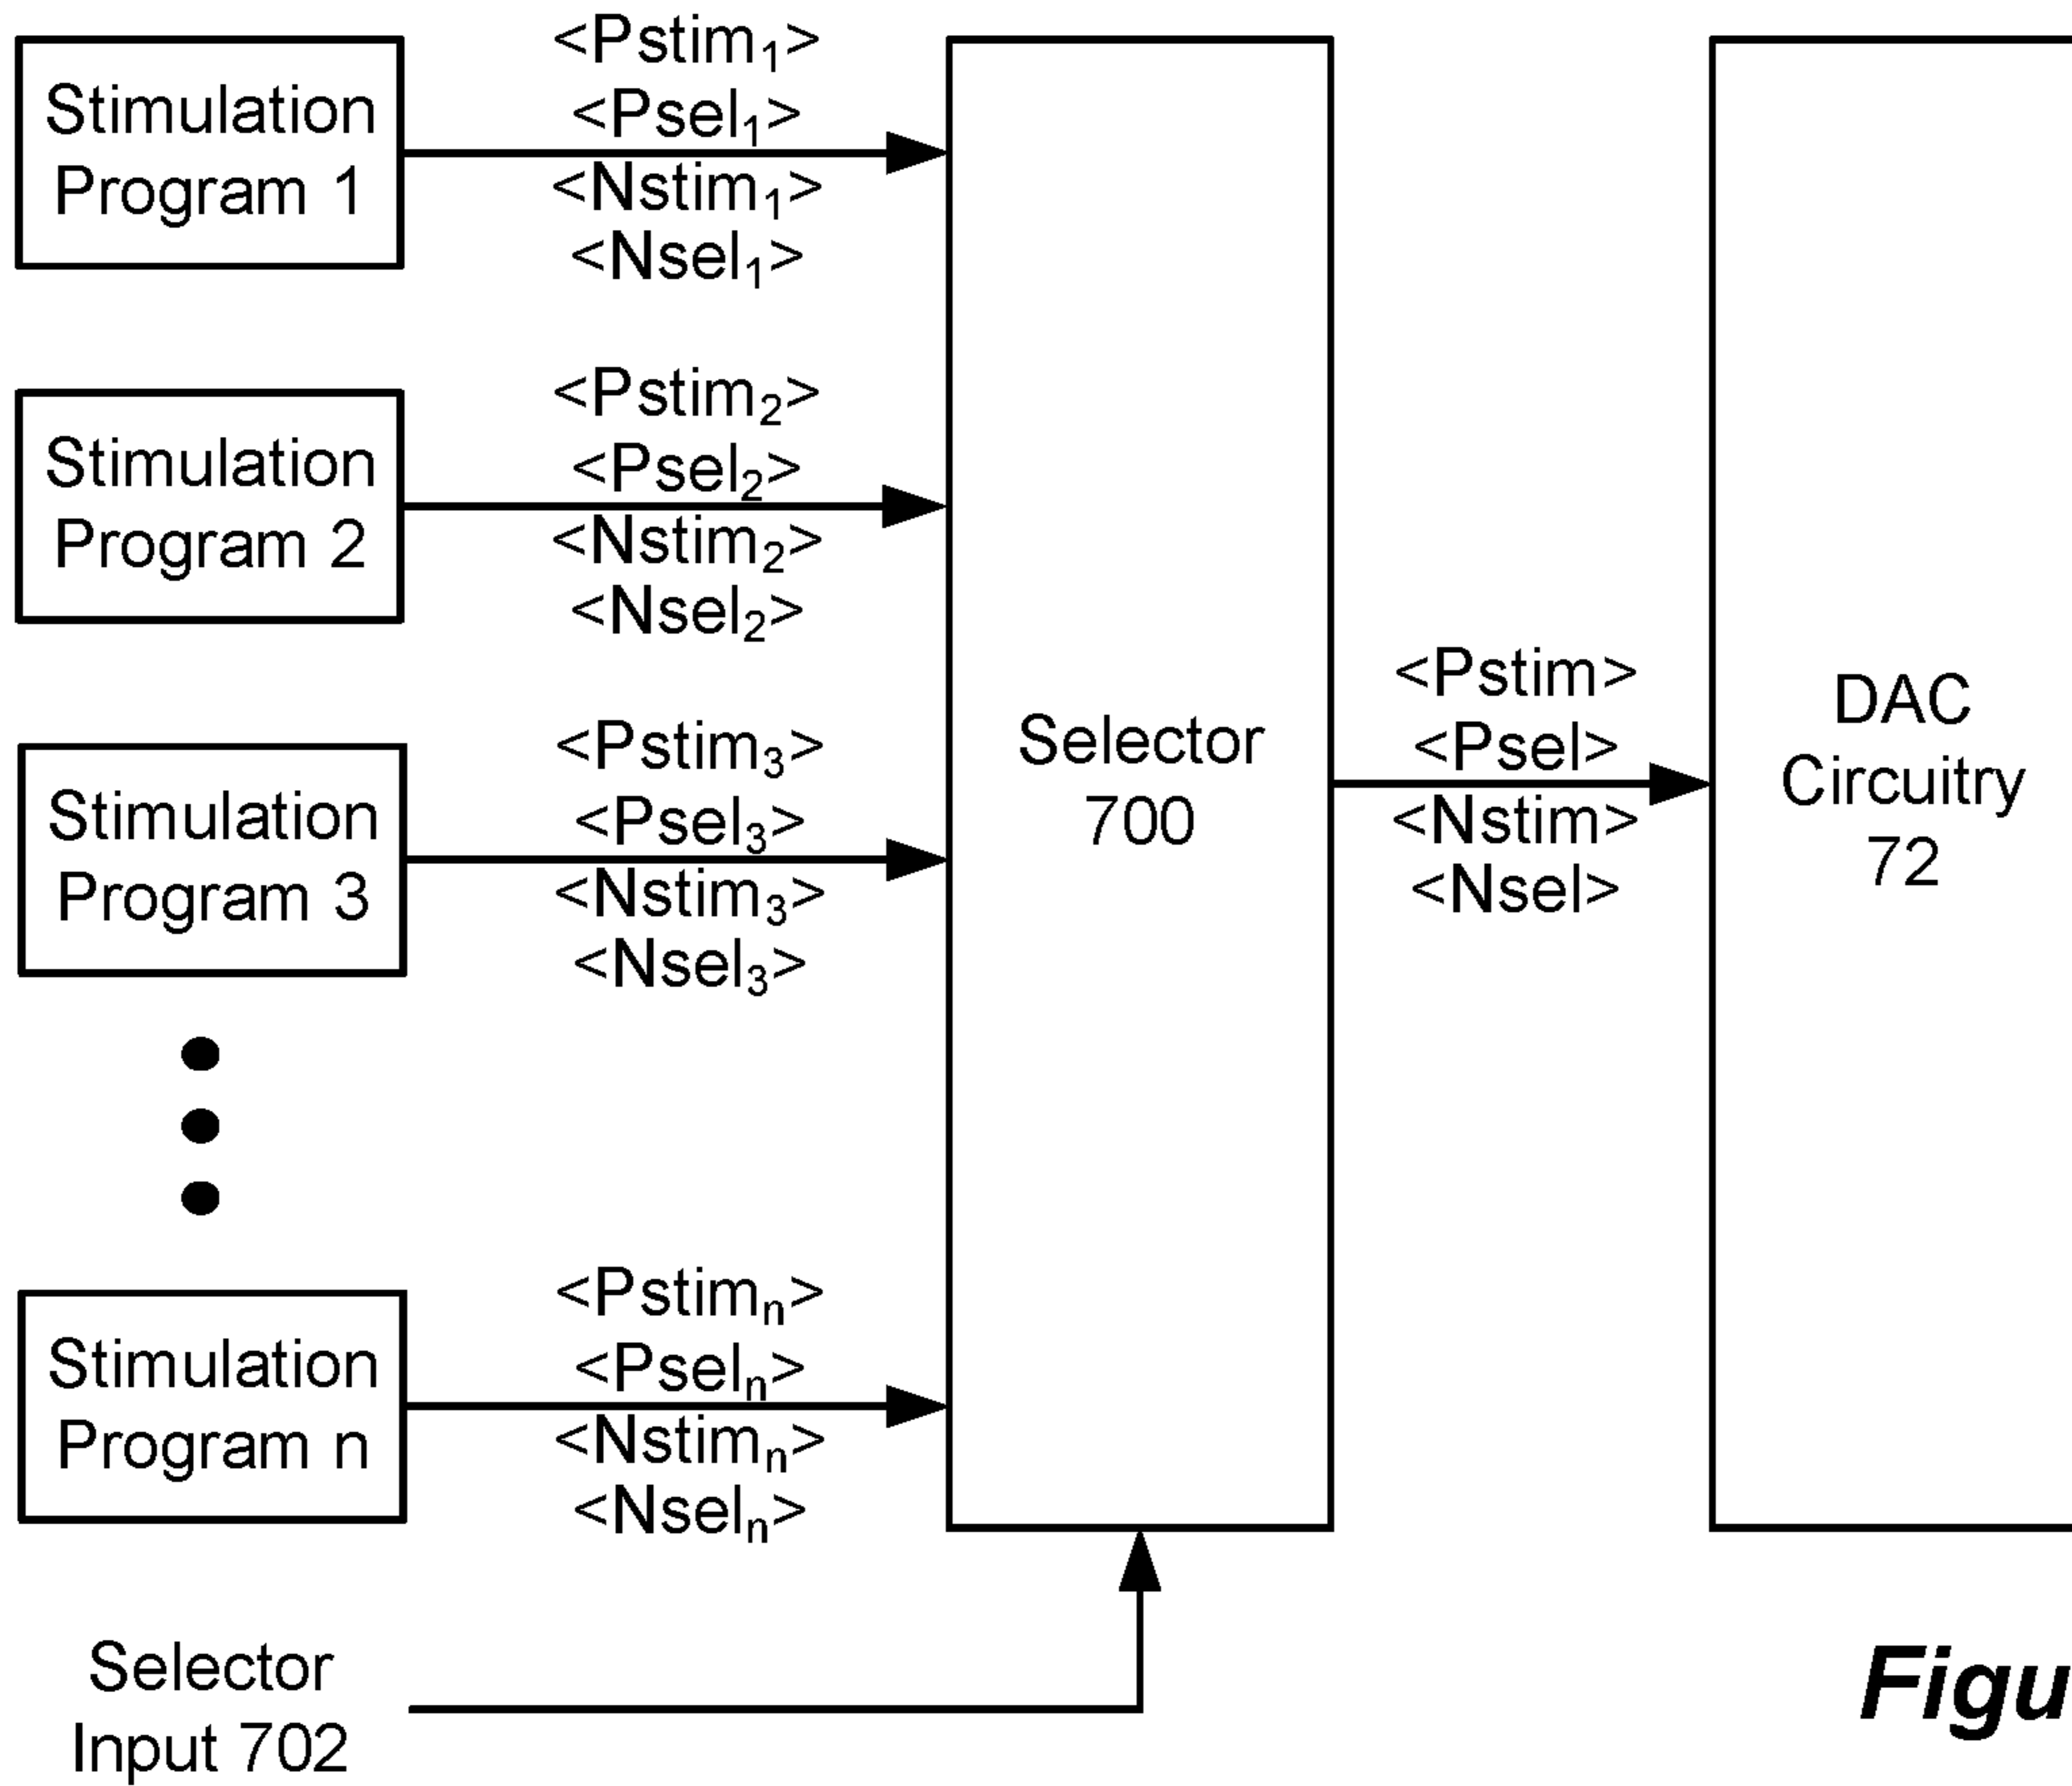 Stimulation
Program 1
<Pstim₁>
<Psel₁>
<Nstim₁>
<Nsel₁>
Stimulation
Program 2
<Pstim₂>
<Psel₂>
<Nstim₂>
<Nsel₂>
Stimulation
Program 3
<Pstim₃>
<Psel₃>
<Nstim₃>
<Nsel₃>
Stimulation
Program n
<Pstimₙ>
<Pselₙ>
<Nstimₙ>
<Nselₙ>
Selector
700
<Pstim>
<Psel>
<Nstim>
<Nsel>
DAC
Circuitry
72
Selector
Input 702
Figu